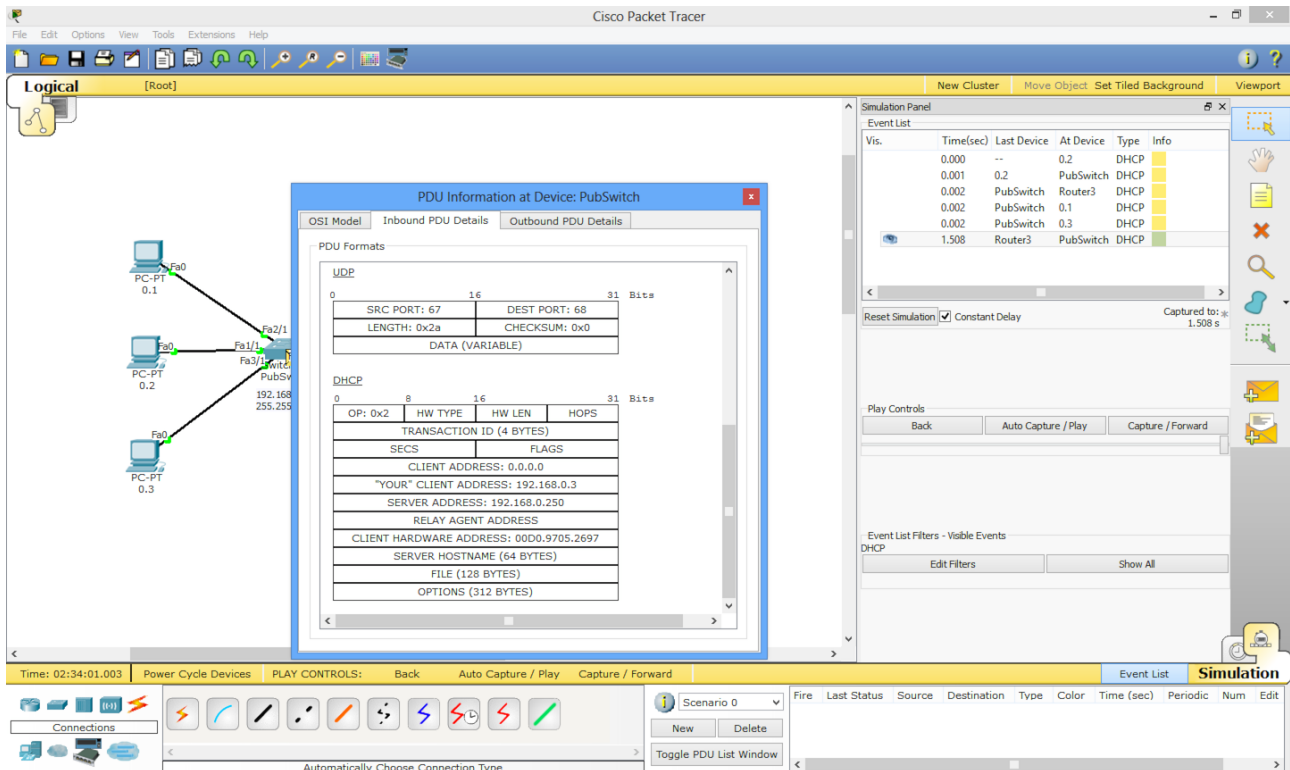 Cisco Packet Tracer
File Edit Options View Tools Extensions Help
Logical [Root] New Cluster Move Object Set Tiled Background Viewport
PC-PT
0.1
Fa0
PC-PT
0.2
Fa0
PC-PT
0.3
Fa0
Fa2/1
Fa1/1
Fa3/1
192.168
255.255
PDU Information at Device: PubSwitch
OSI Model Inbound PDU Details Outbound PDU Details
PDU Formats
UDP
0 16 31 Bits
SRC PORT: 67 DEST PORT: 68
LENGTH: 0x2a CHECKSUM: 0x0
DATA (VARIABLE)
DHCP
0 8 16 31 Bits
OP: 0x2 HW TYPE HW LEN HOPS
TRANSACTION ID (4 BYTES)
SECS FLAGS
CLIENT ADDRESS: 0.0.0.0
"YOUR" CLIENT ADDRESS: 192.168.0.3
SERVER ADDRESS: 192.168.0.250
RELAY AGENT ADDRESS
CLIENT HARDWARE ADDRESS: 00D0.9705.2697
SERVER HOSTNAME (64 BYTES)
FILE (128 BYTES)
OPTIONS (312 BYTES)
Simulation Panel
Event List
Vis. Time(sec) Last Device At Device Type Info
0.000 -- 0.2 DHCP
0.001 0.2 PubSwitch DHCP
0.002 PubSwitch Router3 DHCP
0.002 PubSwitch 0.1 DHCP
0.002 PubSwitch 0.3 DHCP
1.508 Router3 PubSwitch DHCP
Reset Simulation Constant Delay Captured to: *
1.508 s
Play Controls
Back Auto Capture / Play Capture / Forward
Event List Filters - Visible Events
DHCP
Edit Filters Show All
Time: 02:34:01.003 Power Cycle Devices PLAY CONTROLS: Back Auto Capture / Play Capture / Forward Event List Simulation
Connections
Automatically Choose Connection Type
Scenario 0
New Delete
Toggle PDU List Window
Fire Last Status Source Destination Type Color Time (sec) Periodic Num Edit